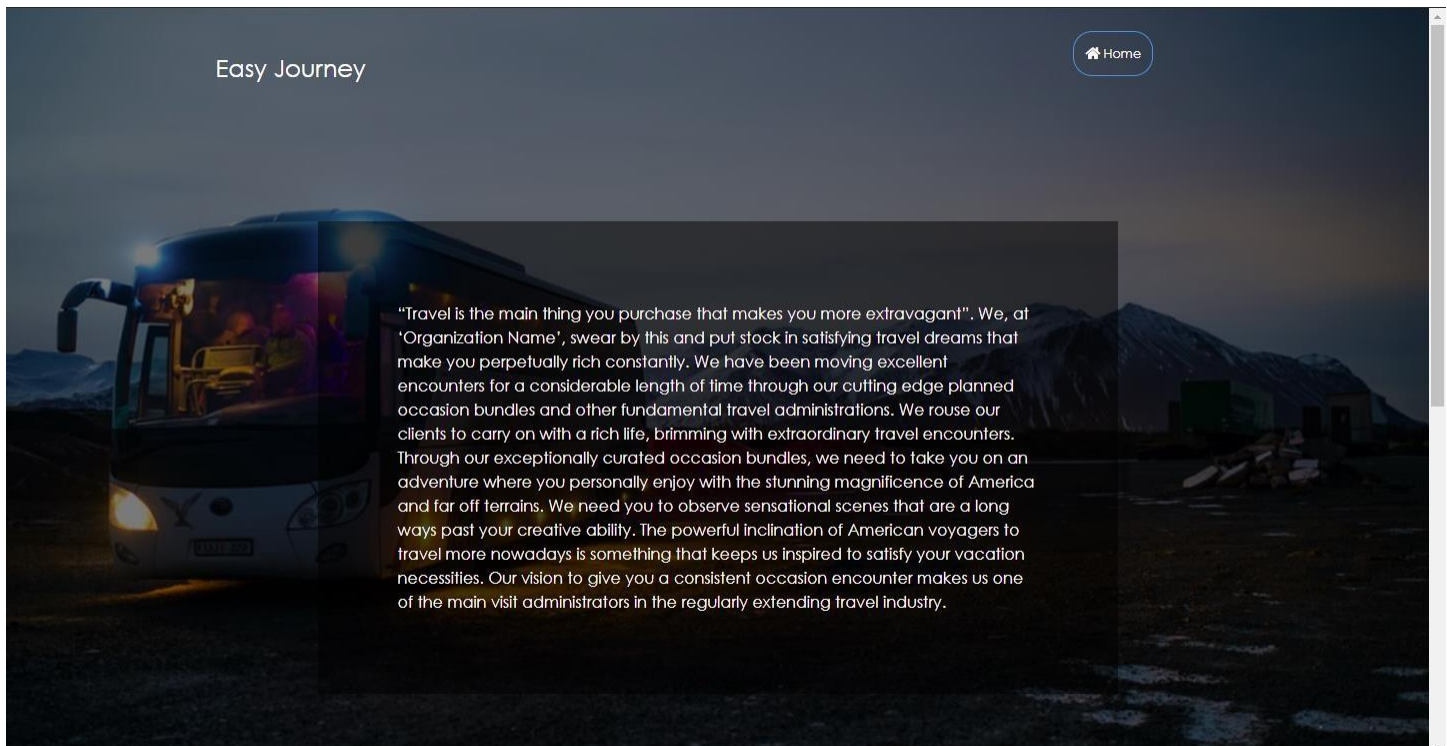 Easy Journey
Home
“Travel is the main thing you purchase that makes you more extravagant”. We, at
‘Organization Name’, swear by this and put stock in satisfying travel dreams that
make you perpetually rich constantly. We have been moving excellent
encounters for a considerable length of time through our cutting edge planned
occasion bundles and other fundamental travel administrations. We rouse our
clients to carry on with a rich life, brimming with extraordinary travel encounters.
Through our exceptionally curated occasion bundles, we need to take you on an
adventure where you personally enjoy with the stunning magnificence of America
and far off terrains. We need you to observe sensational scenes that are a long
ways past your creative ability. The powerful inclination of American voyagers to
travel more nowadays is something that keeps us inspired to satisfy your vacation
necessities. Our vision to give you a consistent occasion encounter makes us one
of the main visit administrators in the regularly extending travel industry.